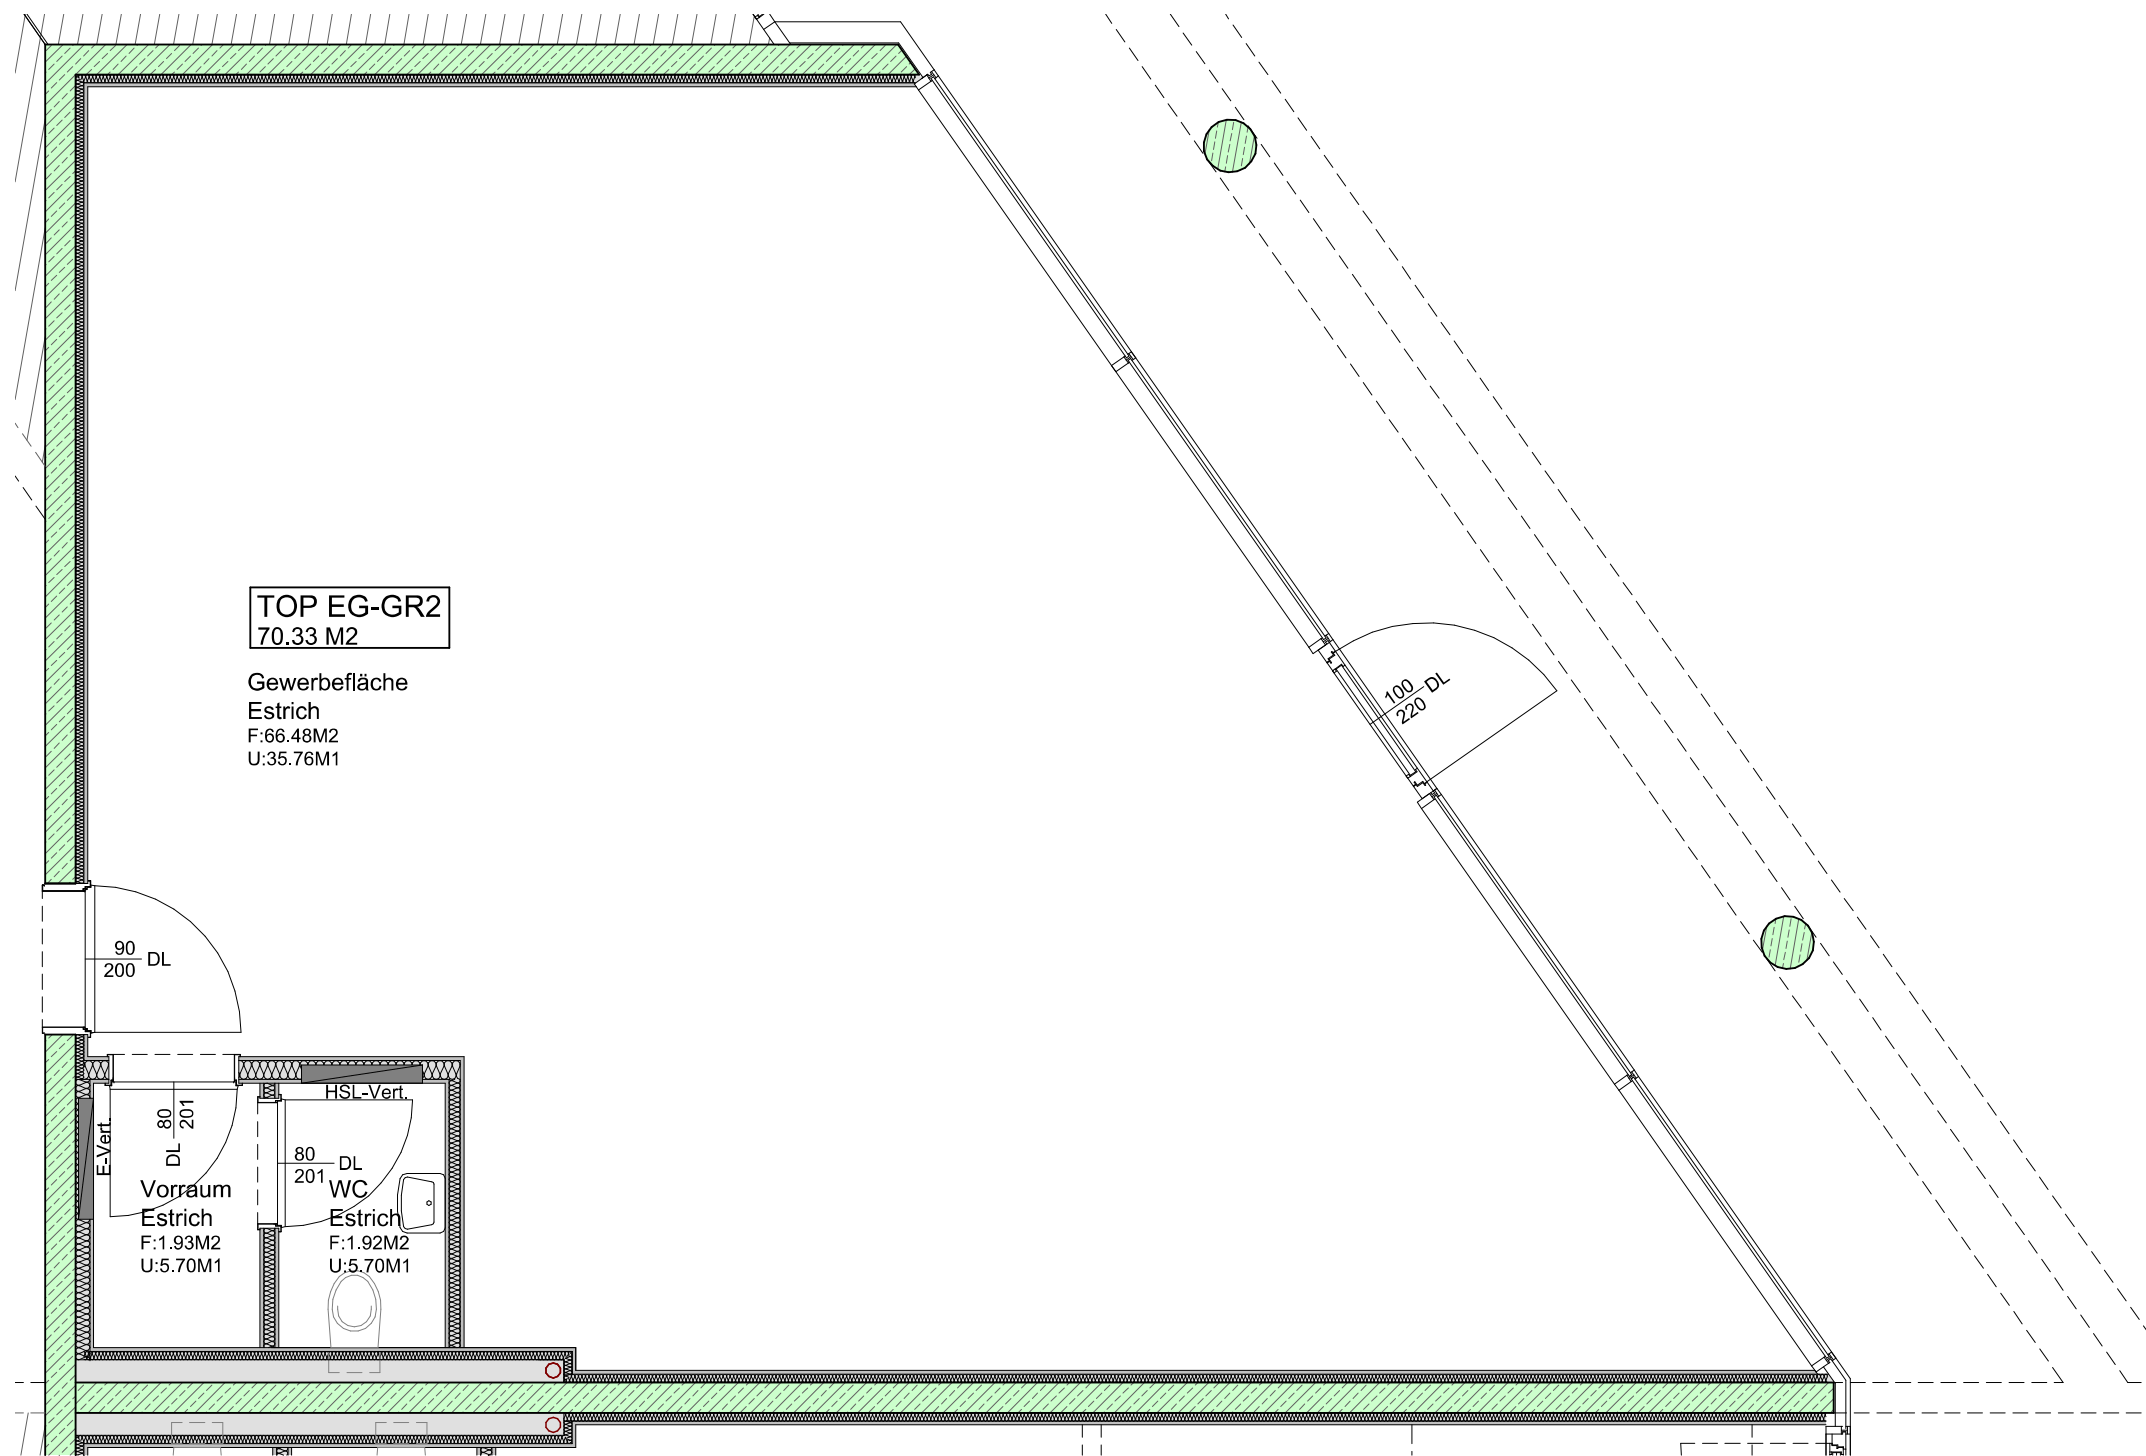 TOP EG-GR2
70.33 M2
Gewerbefläche
Estrich
F:66.48M2
U:35.76M1
100
220
DL
90
200
DL
HSL-Vert.
E-Vert.
80
201
DL
80
201
DL
Vorraum
Estrich
F:1.93M2
U:5.70M1
WC
Estrich
F:1.92M2
U:5.70M1